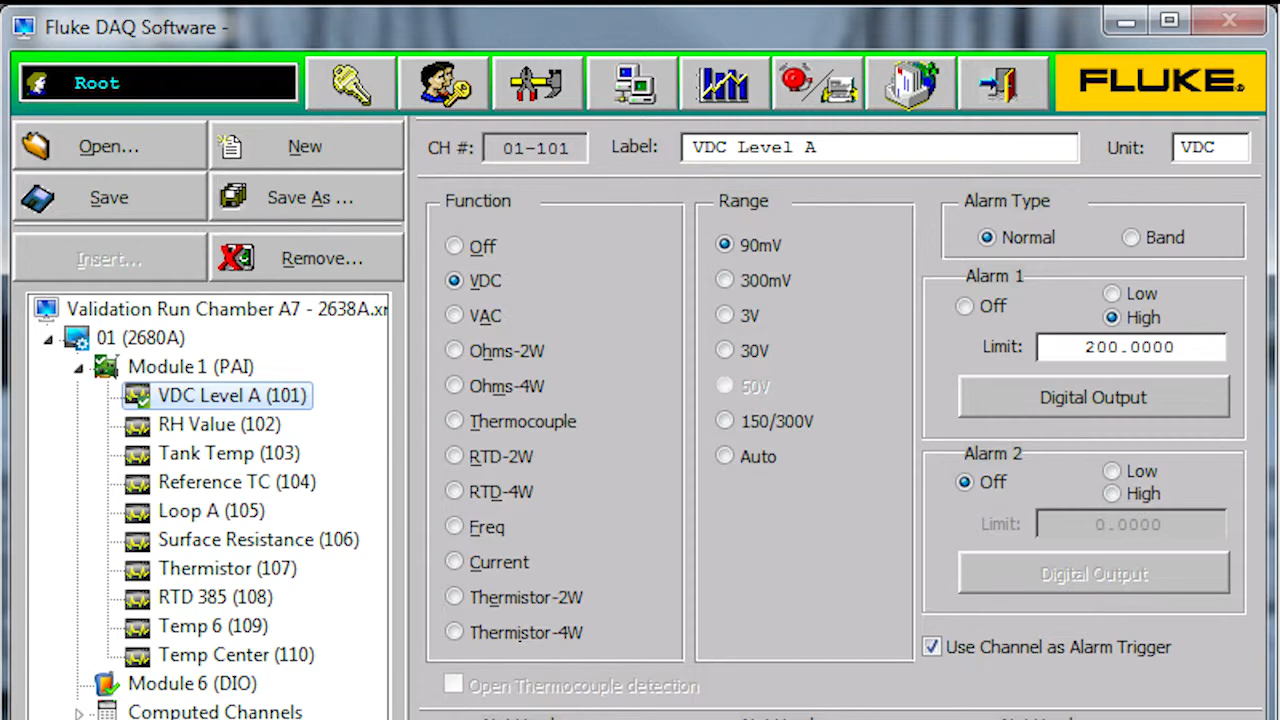 Fluke DAQ Software -
Root
FLUKE®
Open...
New
Save
Save As ...
Insert...
Remove...
CH #:
01-101
Label:
VDC Level A
Unit:
VDC
Validation Run Chamber A7 - 2638A.xr
01 (2680A)
Module 1 (PAI)
VDC Level A (101)
RH Value (102)
Tank Temp (103)
Reference TC (104)
Loop A (105)
Surface Resistance (106)
Thermistor (107)
RTD 385 (108)
Temp 6 (109)
Temp Center (110)
Module 6 (DIO)
Computed Channels
Function
Off
VDC
VAC
Ohms-2W
Ohms-4W
Thermocouple
RTD-2W
RTD-4W
Freq
Current
Thermistor-2W
Thermistor-4W
Open Thermocouple detection
Range
90mV
300mV
3V
30V
50V
150/300V
Auto
Alarm Type
Normal
Band
Alarm 1
Off
Low
High
Limit:
200.0000
Digital Output
Alarm 2
Off
Low
High
Limit:
0.0000
Digital Output
Use Channel as Alarm Trigger